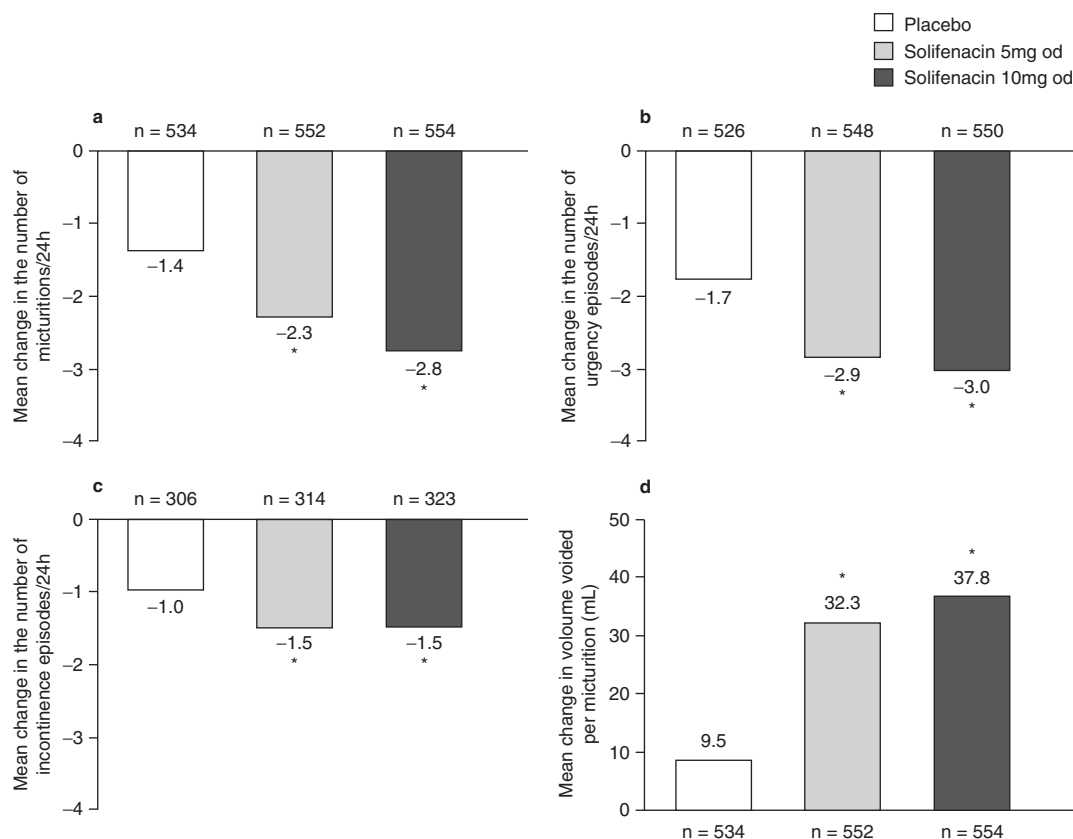 Placebo
Solifenacin 5mg od
Solifenacin 10mg od
a
n = 534 n = 552 n = 554
0
−1
−2
−3
−4
Mean change in the number of
micturitions/24h
−1.4
−2.3
*
−2.8
*
b
n = 526 n = 548 n = 550
0
−1
−2
−3
−4
Mean change in the number of
urgency episodes/24h
−1.7
−2.9
*
−3.0
*
c
n = 306 n = 314 n = 323
0
−1
−2
−3
−4
Mean change in the number of
incontinence episodes/24h
−1.0
−1.5
*
−1.5
*
d
50
40
30
20
10
0
Mean change in voloume voided
per micturition (mL)
9.5
*
32.3
*
37.8
n = 534 n = 552 n = 554